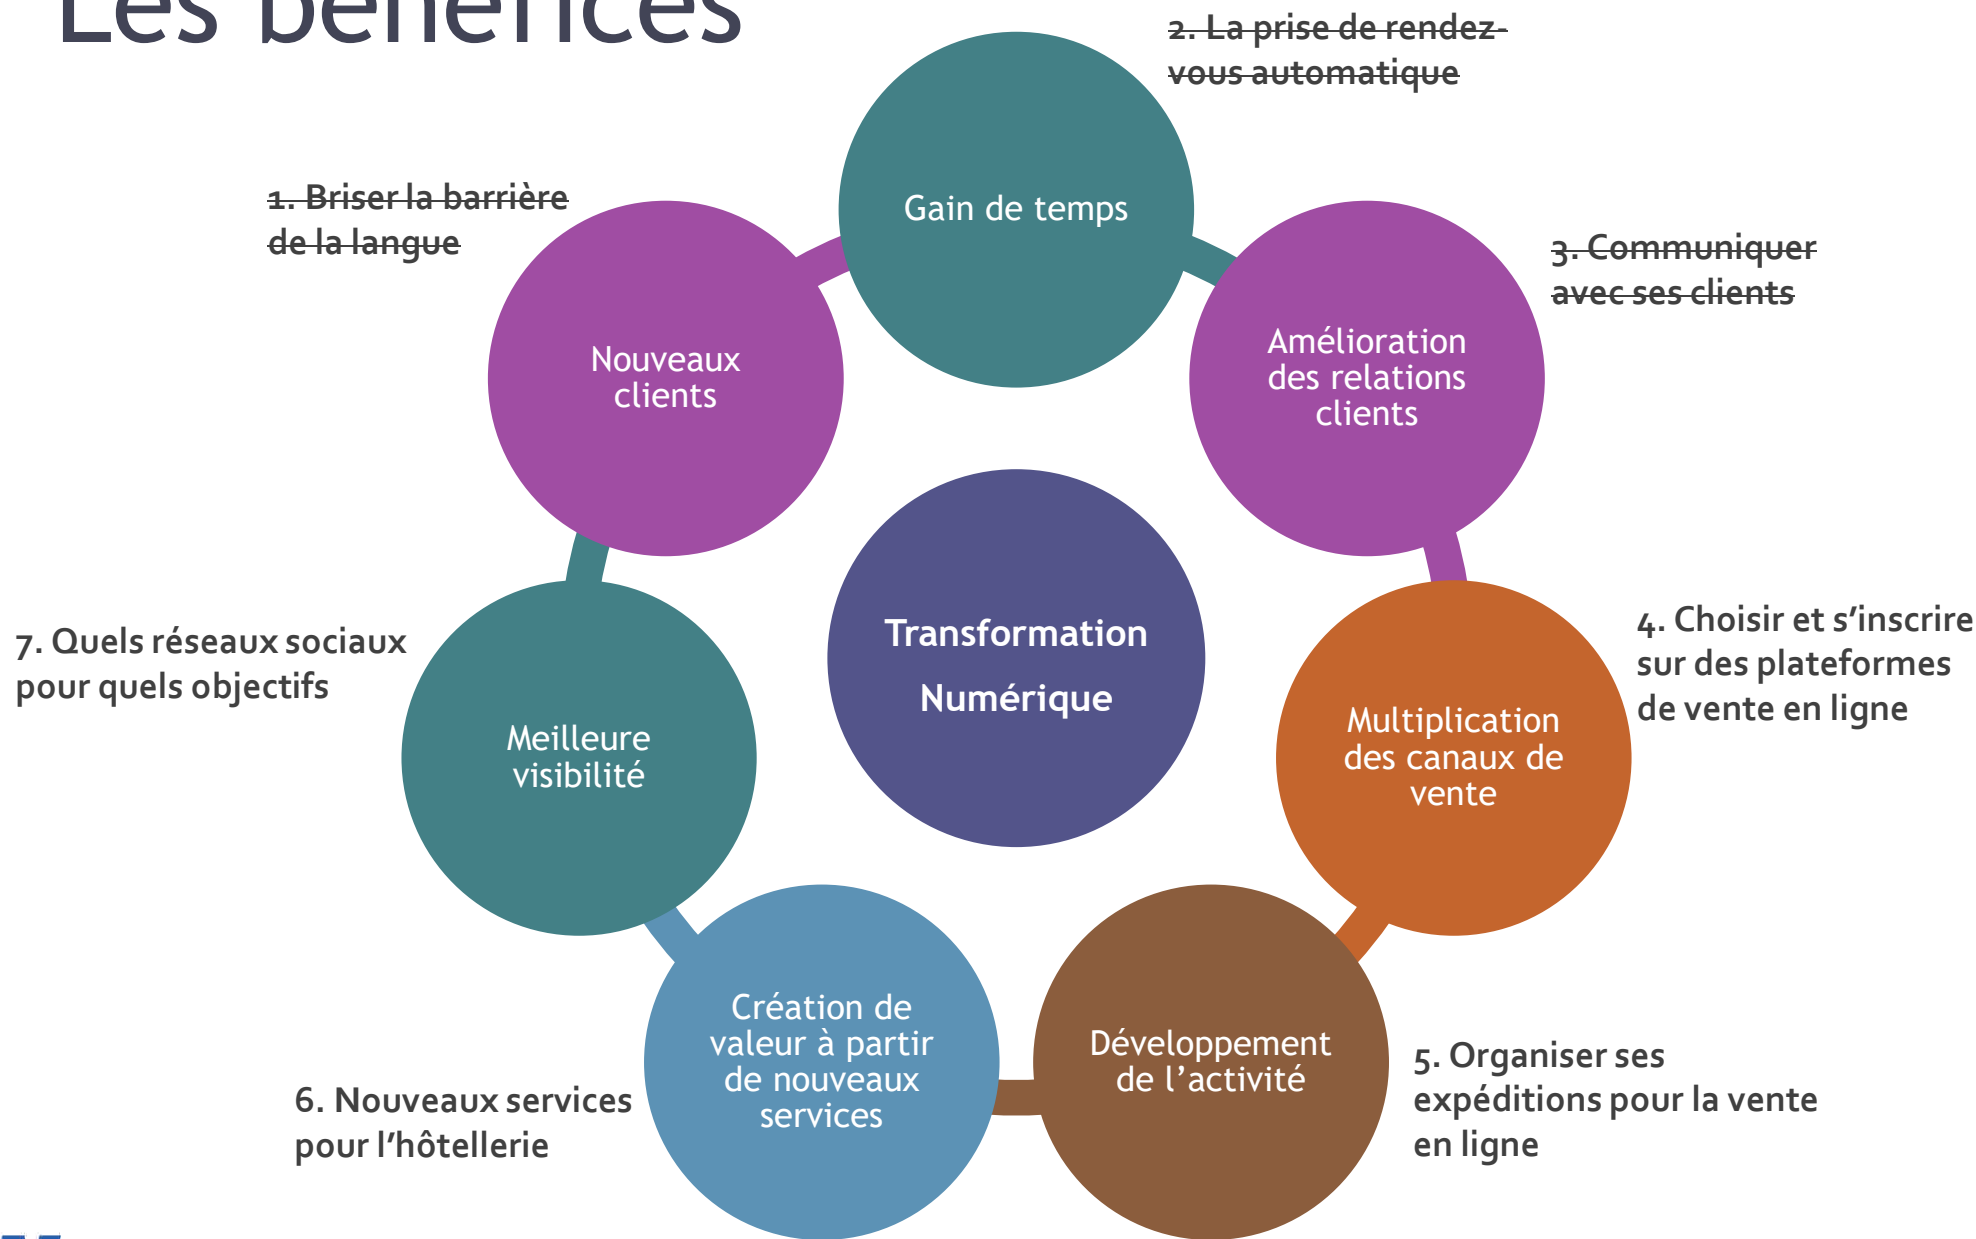 Les bénéfices
2. La prise de rendez-
vous automatique
Gain de temps
1. Briser la barrière
de la langue
3. Communiquer
avec ses clients
Nouveaux
clients
Amélioration
des relations
clients
Transformation
Numérique
7. Quels réseaux sociaux
pour quels objectifs
4. Choisir et s’inscrire
sur des plateformes
de vente en ligne
Meilleure
visibilité
Multiplication
des canaux de
vente
Création de
valeur à partir
de nouveaux
services
Développement
de l’activité
6. Nouveaux services
pour l’hôtellerie
5. Organiser ses
expéditions pour la vente
en ligne